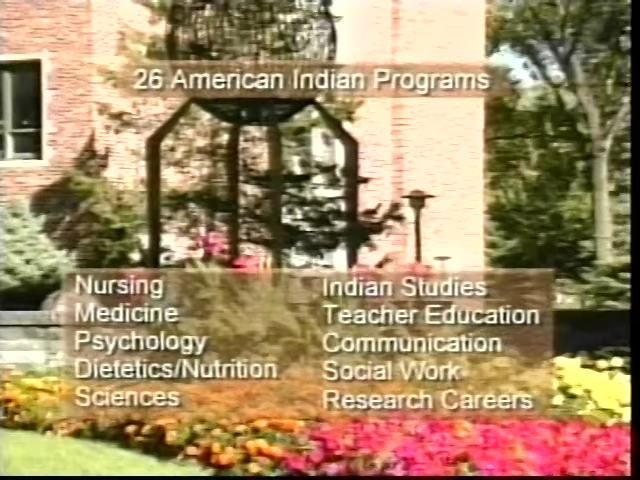 26 American Indian Programs
Nursing
Medicine
Psychology
Dietetics/Nutrition
Sciences
Indian Studies
Teacher Education
Communication
Social Work
Research Careers